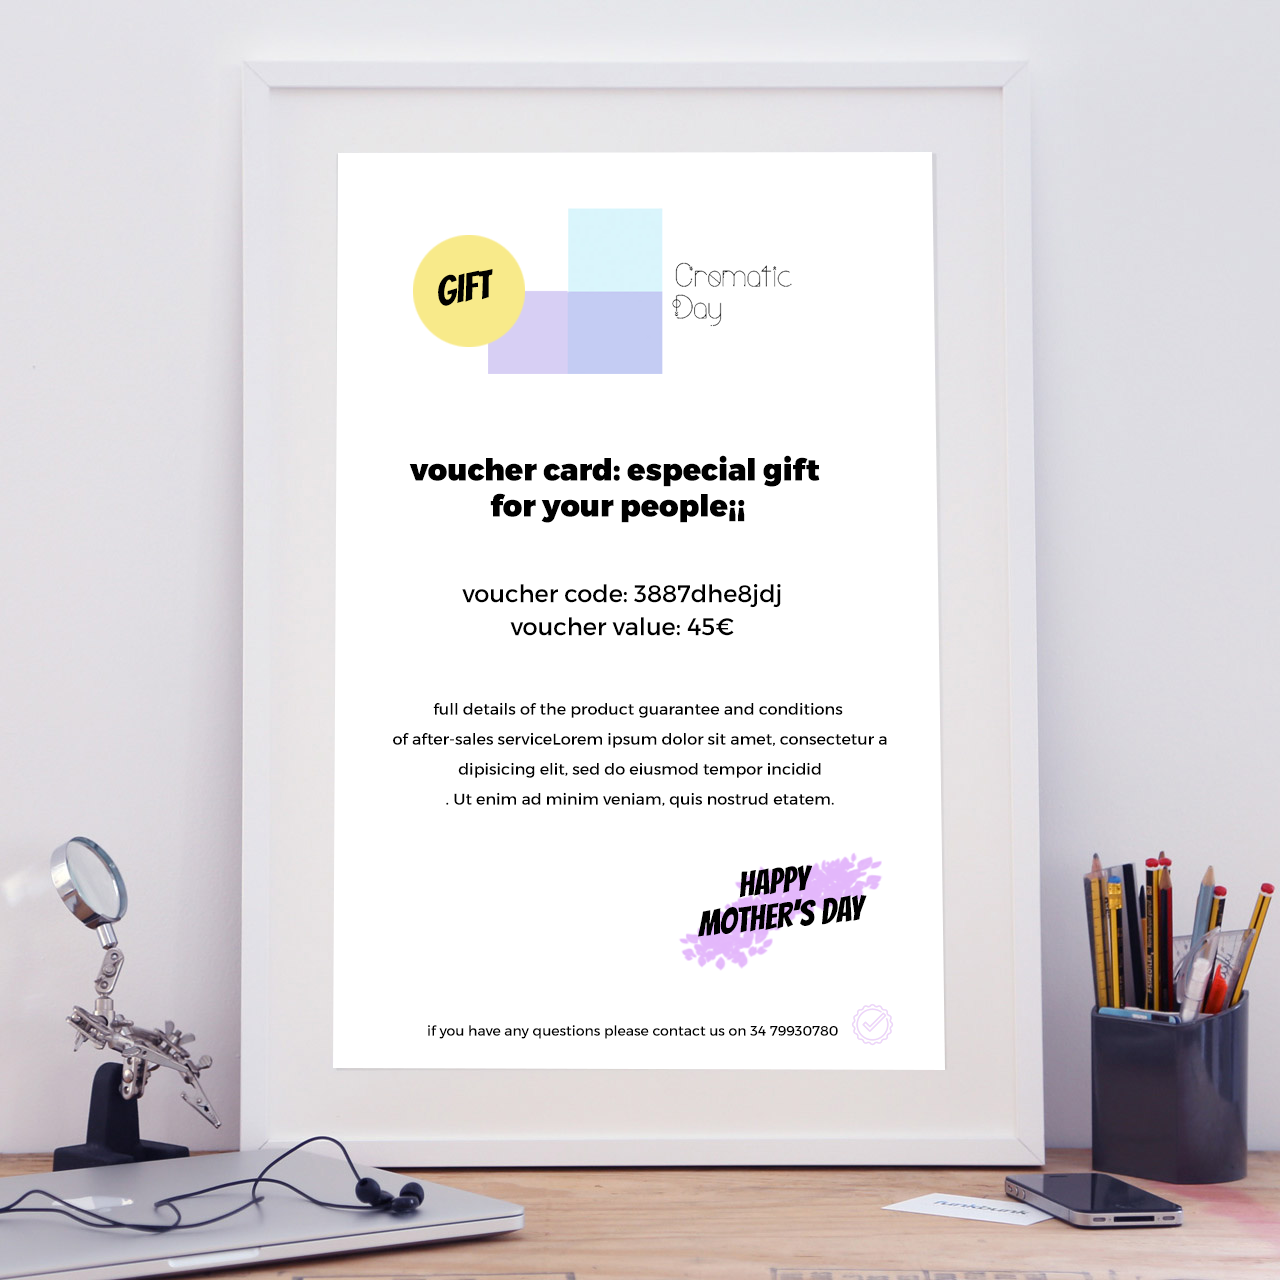 GIFT
Cromatic
Day
voucher card: especial gift
for your people¡¡
voucher code: 3887dhe8jdj
voucher value: 45€
full details of the product guarantee and conditions
of after-sales serviceLorem ipsum dolor sit amet, consectetur a
dipisicing elit, sed do eiusmod tempor incidid
. Ut enim ad minim veniam, quis nostrud etatem.
HAPPY
MOTHER'S DAY
if you have any questions please contact us on 34 79930780
STAEDTLER